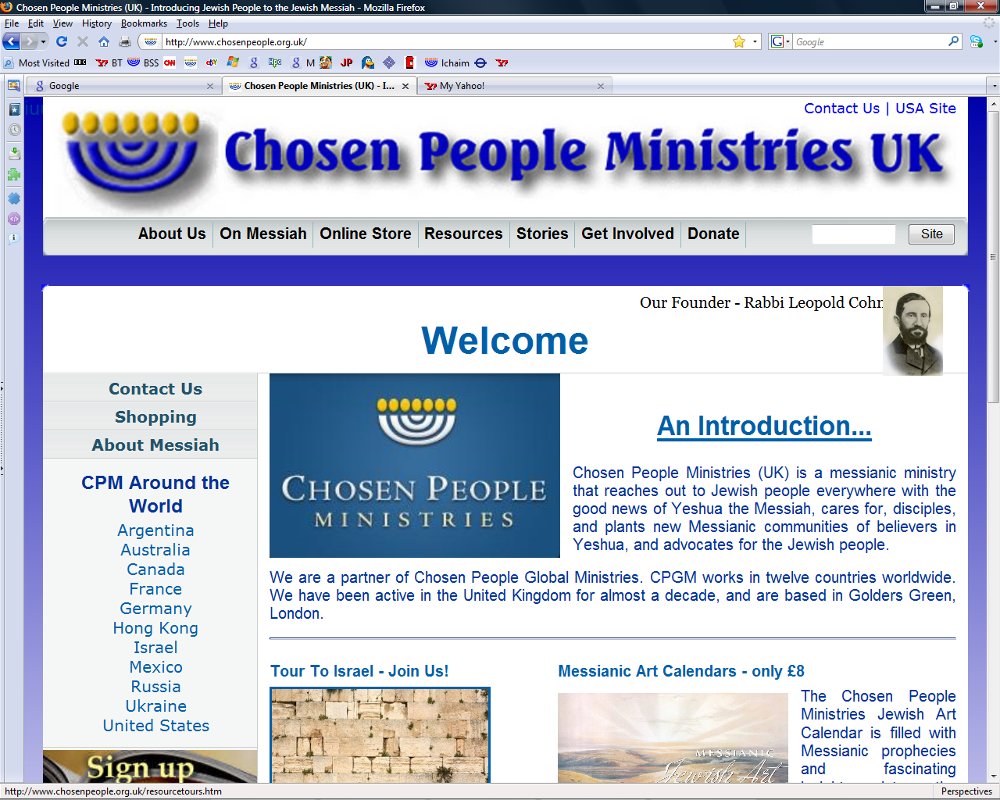 Chosen People Ministries (UK) - Introducing Jewish People to the Jewish Messiah - Mozilla Firefox
File Edit View History Bookmarks Tools Help
http://www.chosenpeople.org.uk/
Google
Most Visited BBC BT BSS CNN ebY HBC M JP lchaim
Google
Chosen People Ministries (UK) - I...
My Yahoo!
Contact Us | USA Site
Chosen People Ministries UK
About Us On Messiah Online Store Resources Stories Get Involved Donate Site
Our Founder - Rabbi Leopold Cohn
Welcome
Contact Us
Shopping
About Messiah
CPM Around the
World
Argentina
Australia
Canada
France
Germany
Hong Kong
Israel
Mexico
Russia
Ukraine
United States
Sign up
CHOSEN PEOPLE
MINISTRIES
An Introduction...
Chosen People Ministries (UK) is a messianic ministry
that reaches out to Jewish people everywhere with the
good news of Yeshua the Messiah, cares for, disciples,
and plants new Messianic communities of believers in
Yeshua, and advocates for the Jewish people.
We are a partner of Chosen People Global Ministries. CPGM works in twelve countries worldwide.
We have been active in the United Kingdom for almost a decade, and are based in Golders Green,
London.
Tour To Israel - Join Us!
Messianic Art Calendars - only £8
MESSIANIC
Jewish Art
The Chosen People
Ministries Jewish Art
Calendar is filled with
Messianic prophecies
and fascinating
http://www.chosenpeople.org.uk/resourcetours.htm
Perspectives